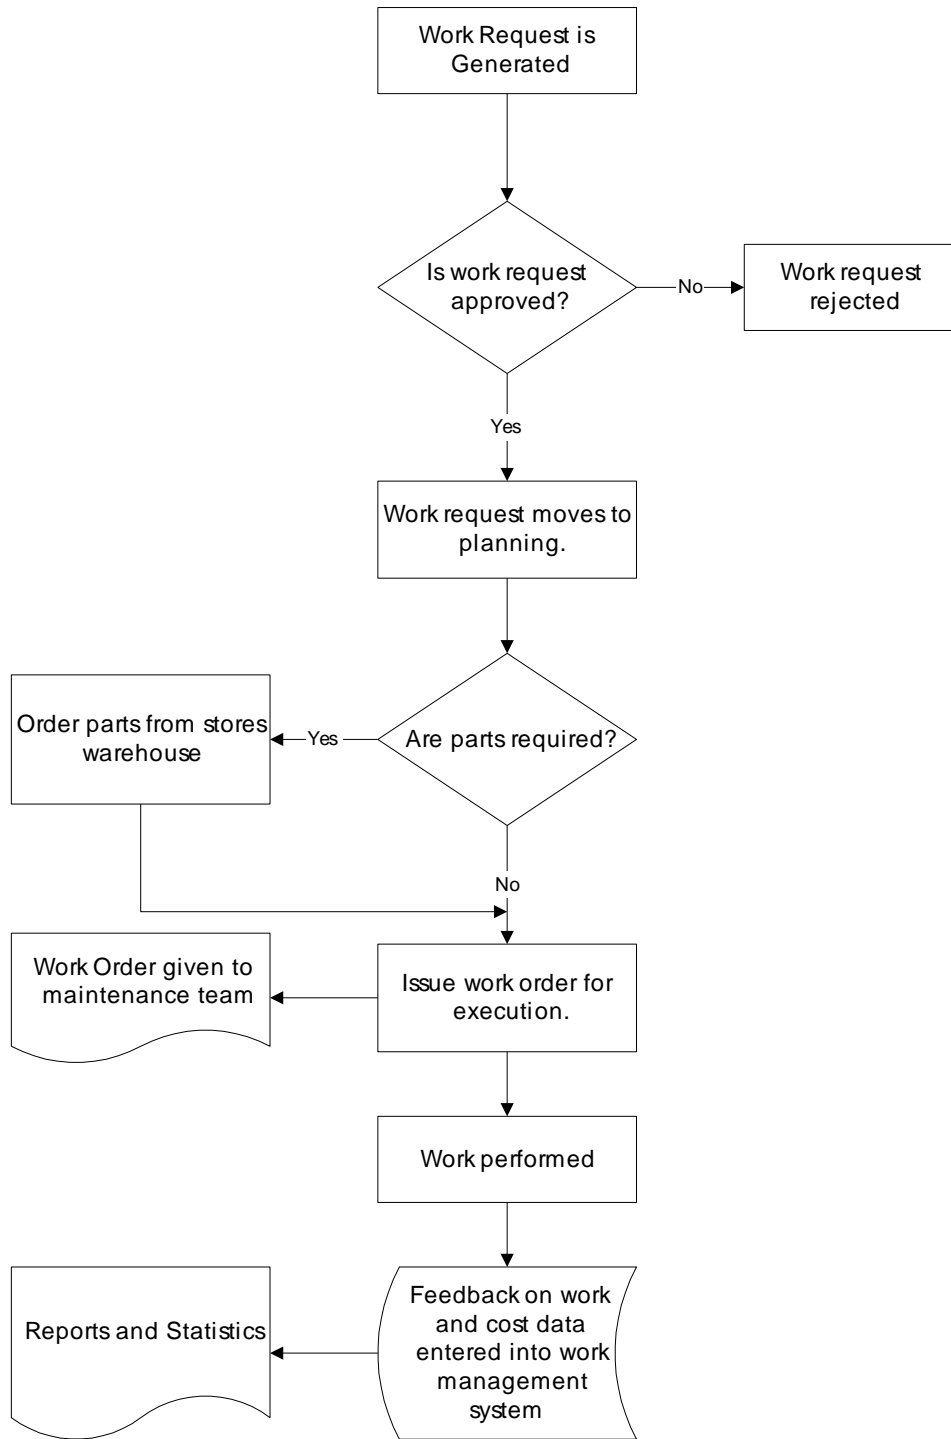 Work Request is
Generated
Is work request
approved?
No
Work request
rejected
Yes
Work request moves to
planning.
Order parts from stores
warehouse
Yes
Are parts required?
No
Work Order given to
maintenance team
Issue work order for
execution.
Work performed
Reports and Statistics
Feedback on work
and cost data
entered into work
management
system